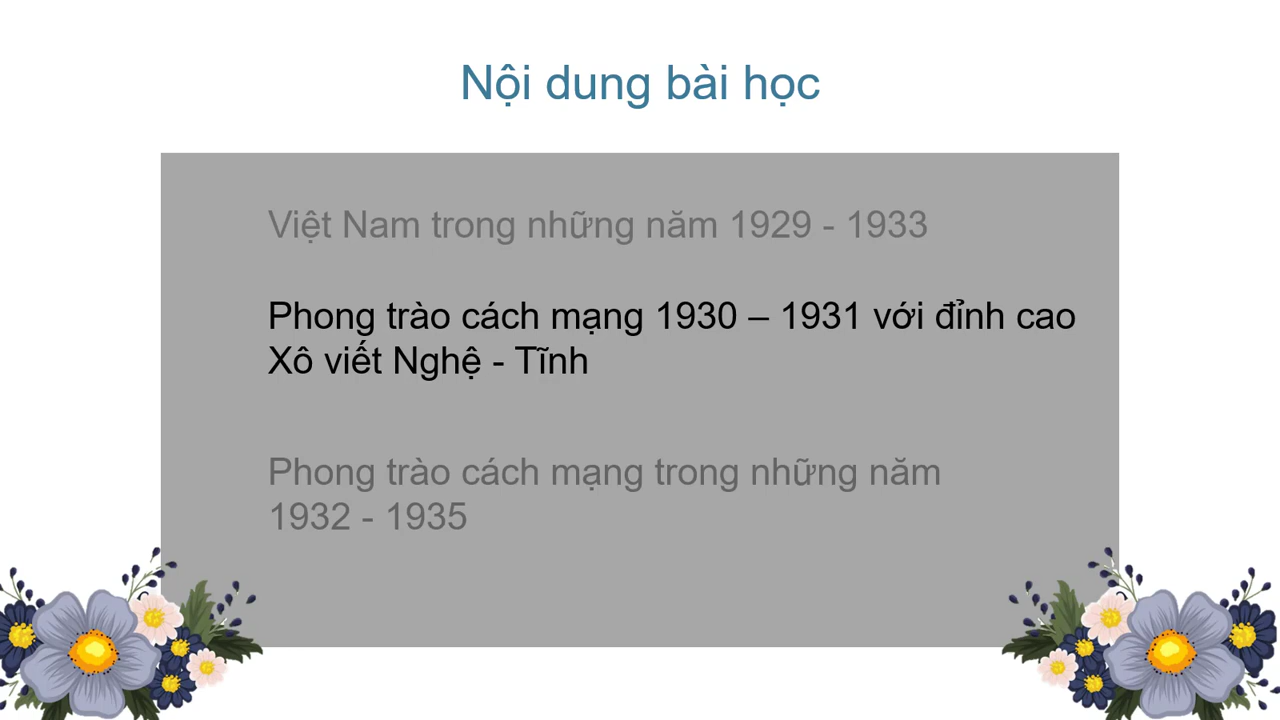 Nội dung bài học
Việt Nam trong những năm 1929 - 1933
Phong trào cách mạng 1930 – 1931 với đỉnh cao
Xô viết Nghệ - Tĩnh
Phong trào cách mạng trong những năm
1932 - 1935